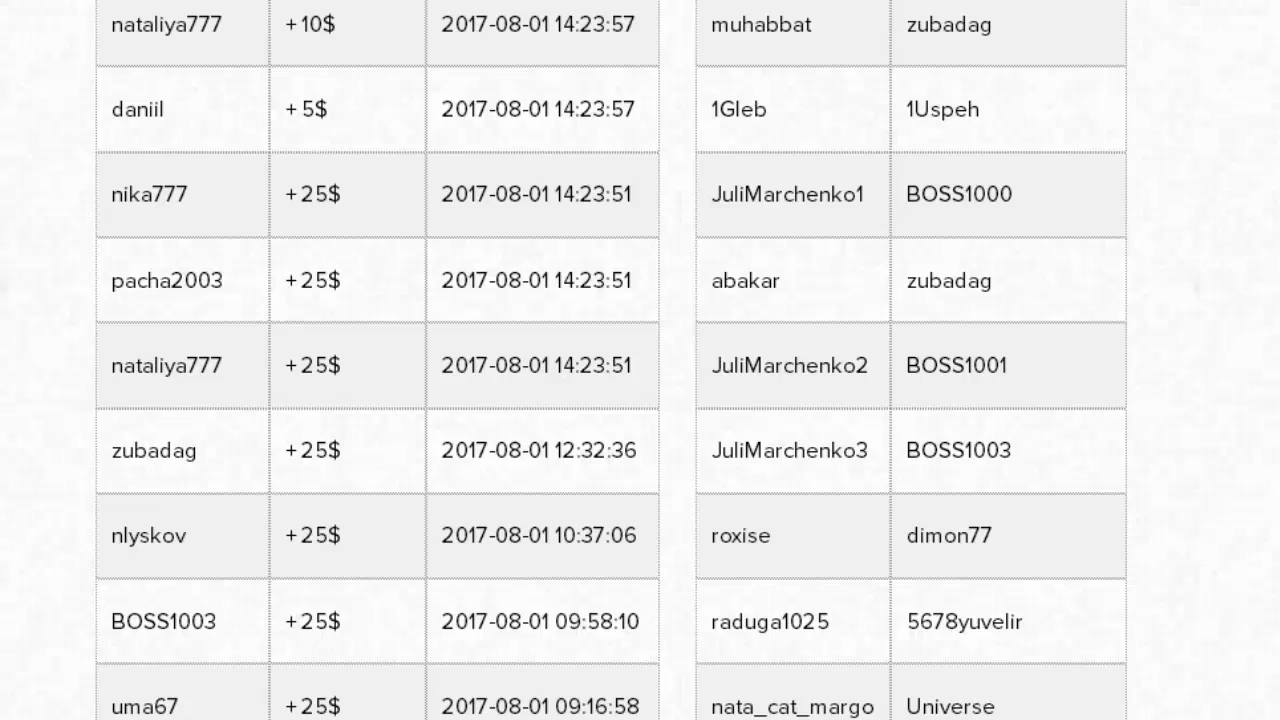 nataliya777 + 10$ 2017-08-01 14:23:57 muhabbat zubadag
daniil + 5$ 2017-08-01 14:23:57 1Gleb 1Uspeh
nika777 + 25$ 2017-08-01 14:23:51 JuliMarchenko1 BOSS1000
pacha2003 + 25$ 2017-08-01 14:23:51 abakar zubadag
nataliya777 + 25$ 2017-08-01 14:23:51 JuliMarchenko2 BOSS1001
zubadag + 25$ 2017-08-01 12:32:36 JuliMarchenko3 BOSS1003
nlyskov + 25$ 2017-08-01 10:37:06 roxise dimon77
BOSS1003 + 25$ 2017-08-01 09:58:10 raduga1025 5678yuvelir
uma67 + 25$ 2017-08-01 09:16:58 nata_cat_margo Universe